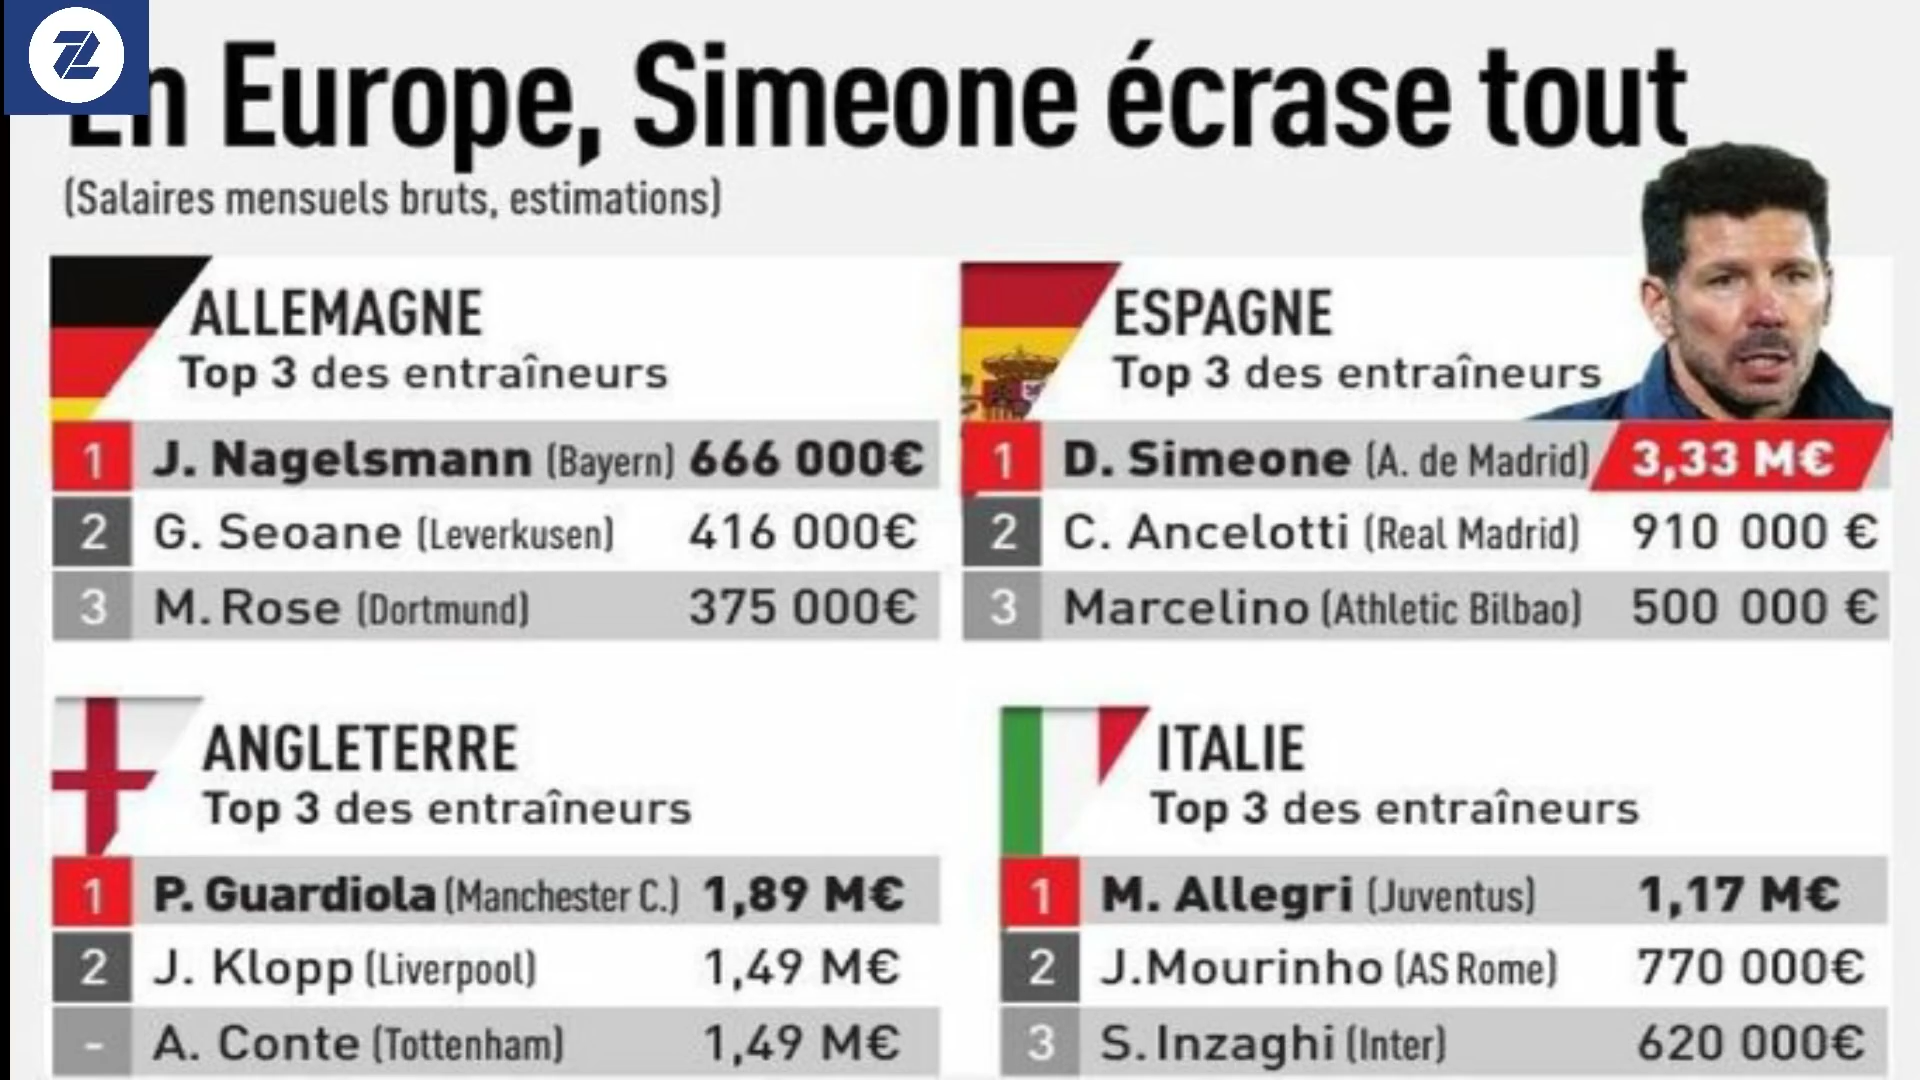 En Europe, Simeone écrase tout
(Salaires mensuels bruts, estimations)
ALLEMAGNE
Top 3 des entraîneurs
1 J. Nagelsmann (Bayern) 666 000€
2 G. Seoane (Leverkusen) 416 000€
3 M. Rose (Dortmund) 375 000€
ESPAGNE
Top 3 des entraîneurs
1 D. Simeone (A. de Madrid) 3,33 M€
2 C. Ancelotti (Real Madrid) 910 000 €
3 Marcelino (Athletic Bilbao) 500 000 €
ANGLETERRE
Top 3 des entraîneurs
1 P. Guardiola (Manchester C.) 1,89 M€
2 J. Klopp (Liverpool) 1,49 M€
- A. Conte (Tottenham) 1,49 M€
ITALIE
Top 3 des entraîneurs
1 M. Allegri (Juventus) 1,17 M€
2 J.Mourinho (AS Rome) 770 000€
3 S. Inzaghi (Inter) 620 000€